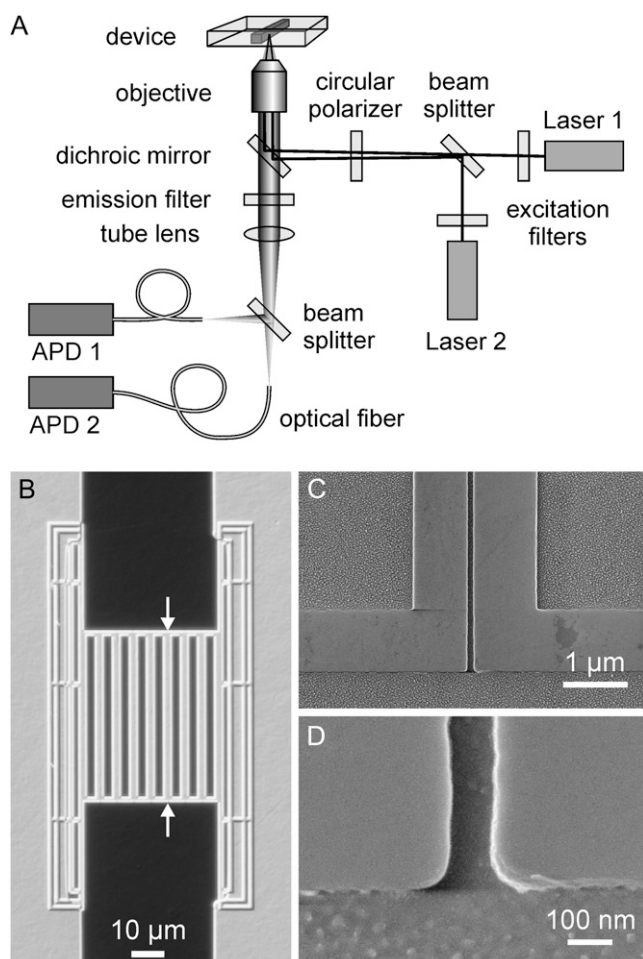 A
device
objective
circular
polarizer
beam
splitter
Laser 1
dichroic mirror
emission filter
tube lens
excitation
filters
beam
splitter
Laser 2
APD 1
APD 2
optical fiber
B
10 µm
C
1 µm
D
100 nm